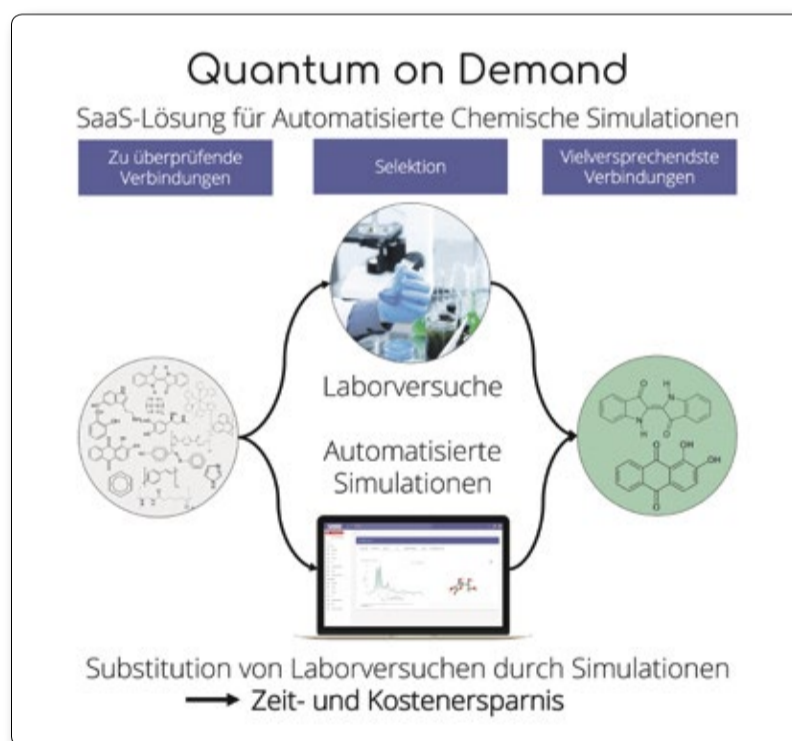 Quantum on Demand
SaaS-Lösung für Automatisierte Chemische Simulationen
Zu überprüfende
Verbindungen
Selektion
Vielversprechendste
Verbindungen
Laborversuche
Automatisierte
Simulationen
Substitution von Laborversuchen durch Simulationen
Zeit- und Kostenersparnis